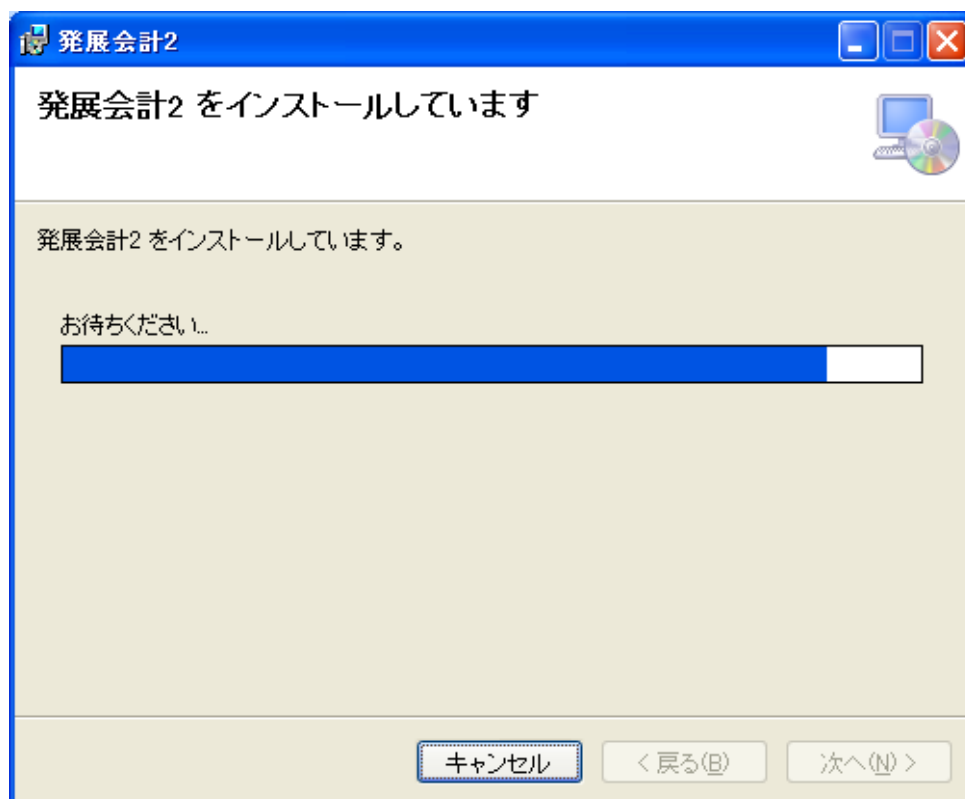 発展会計2
発展会計2 をインストールしています
発展会計2 をインストールしています。
お待ちください...
キャンセル
< 戻る(B)
次へ(N) >